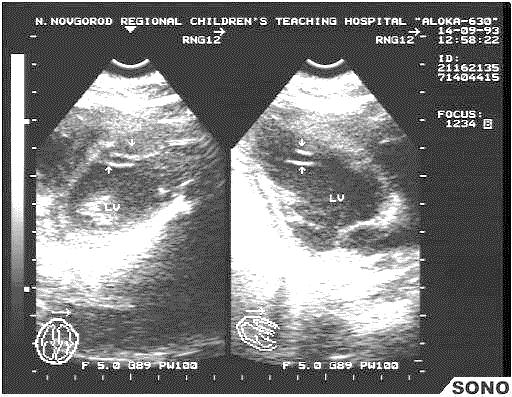 N.NOVGOROD REGIONAL CHILDREN'S TEACHING HOSPITAL "ALOKA-630"
14-09-93
RNG12 RNG12
12:58:22
ID:
21162135
71404415
FOCUS:
1234 B
LV
LV
F 5.0 G89 PW100 F 5.0 G89 PW100
SONO